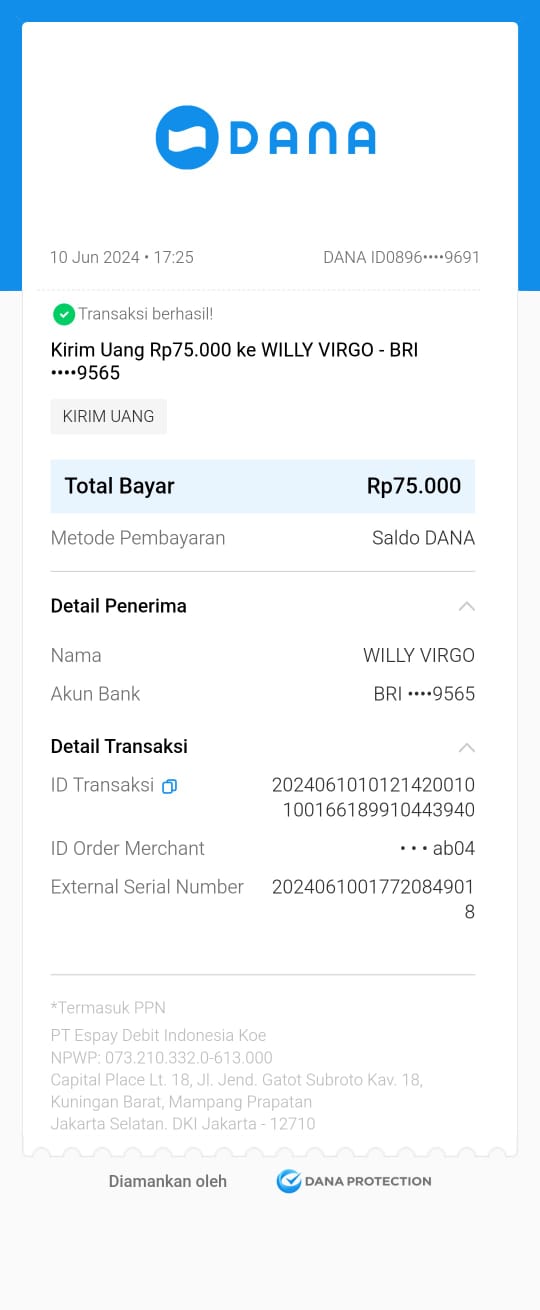 DANA
10 Jun 2024 • 17:25 DANA ID0896••••9691
Transaksi berhasil!
Kirim Uang Rp75.000 ke WILLY VIRGO - BRI
••••9565
KIRIM UANG
Total Bayar Rp75.000
Metode Pembayaran Saldo DANA
Detail Penerima
Nama WILLY VIRGO
Akun Bank BRI ••••9565
Detail Transaksi
ID Transaksi 2024061010121420010
100166189910443940
ID Order Merchant • • • ab04
External Serial Number 2024061001772084901
8
*Termasuk PPN
PT Espay Debit Indonesia Koe
NPWP: 073.210.332.0-613.000
Capital Place Lt. 18, Jl. Jend. Gatot Subroto Kav. 18,
Kuningan Barat, Mampang Prapatan
Jakarta Selatan. DKI Jakarta - 12710
Diamankan oleh DANA PROTECTION